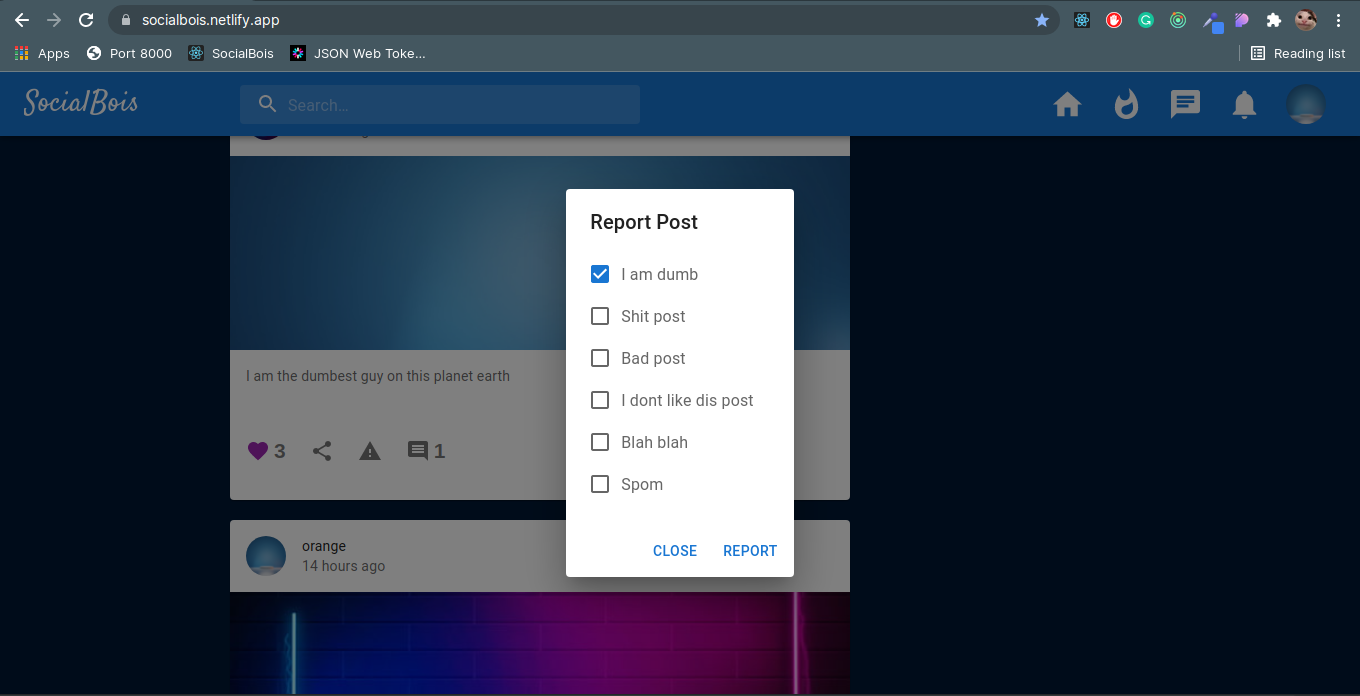 socialbois.netlify.app
Apps
Port 8000
SocialBois
JSON Web Toke...
Reading list
SocialBois
Search...
Report Post
I am dumb
Shit post
Bad post
I dont like dis post
Blah blah
Spom
CLOSE
REPORT
I am the dumbest guy on this planet earth
3
1
orange
14 hours ago